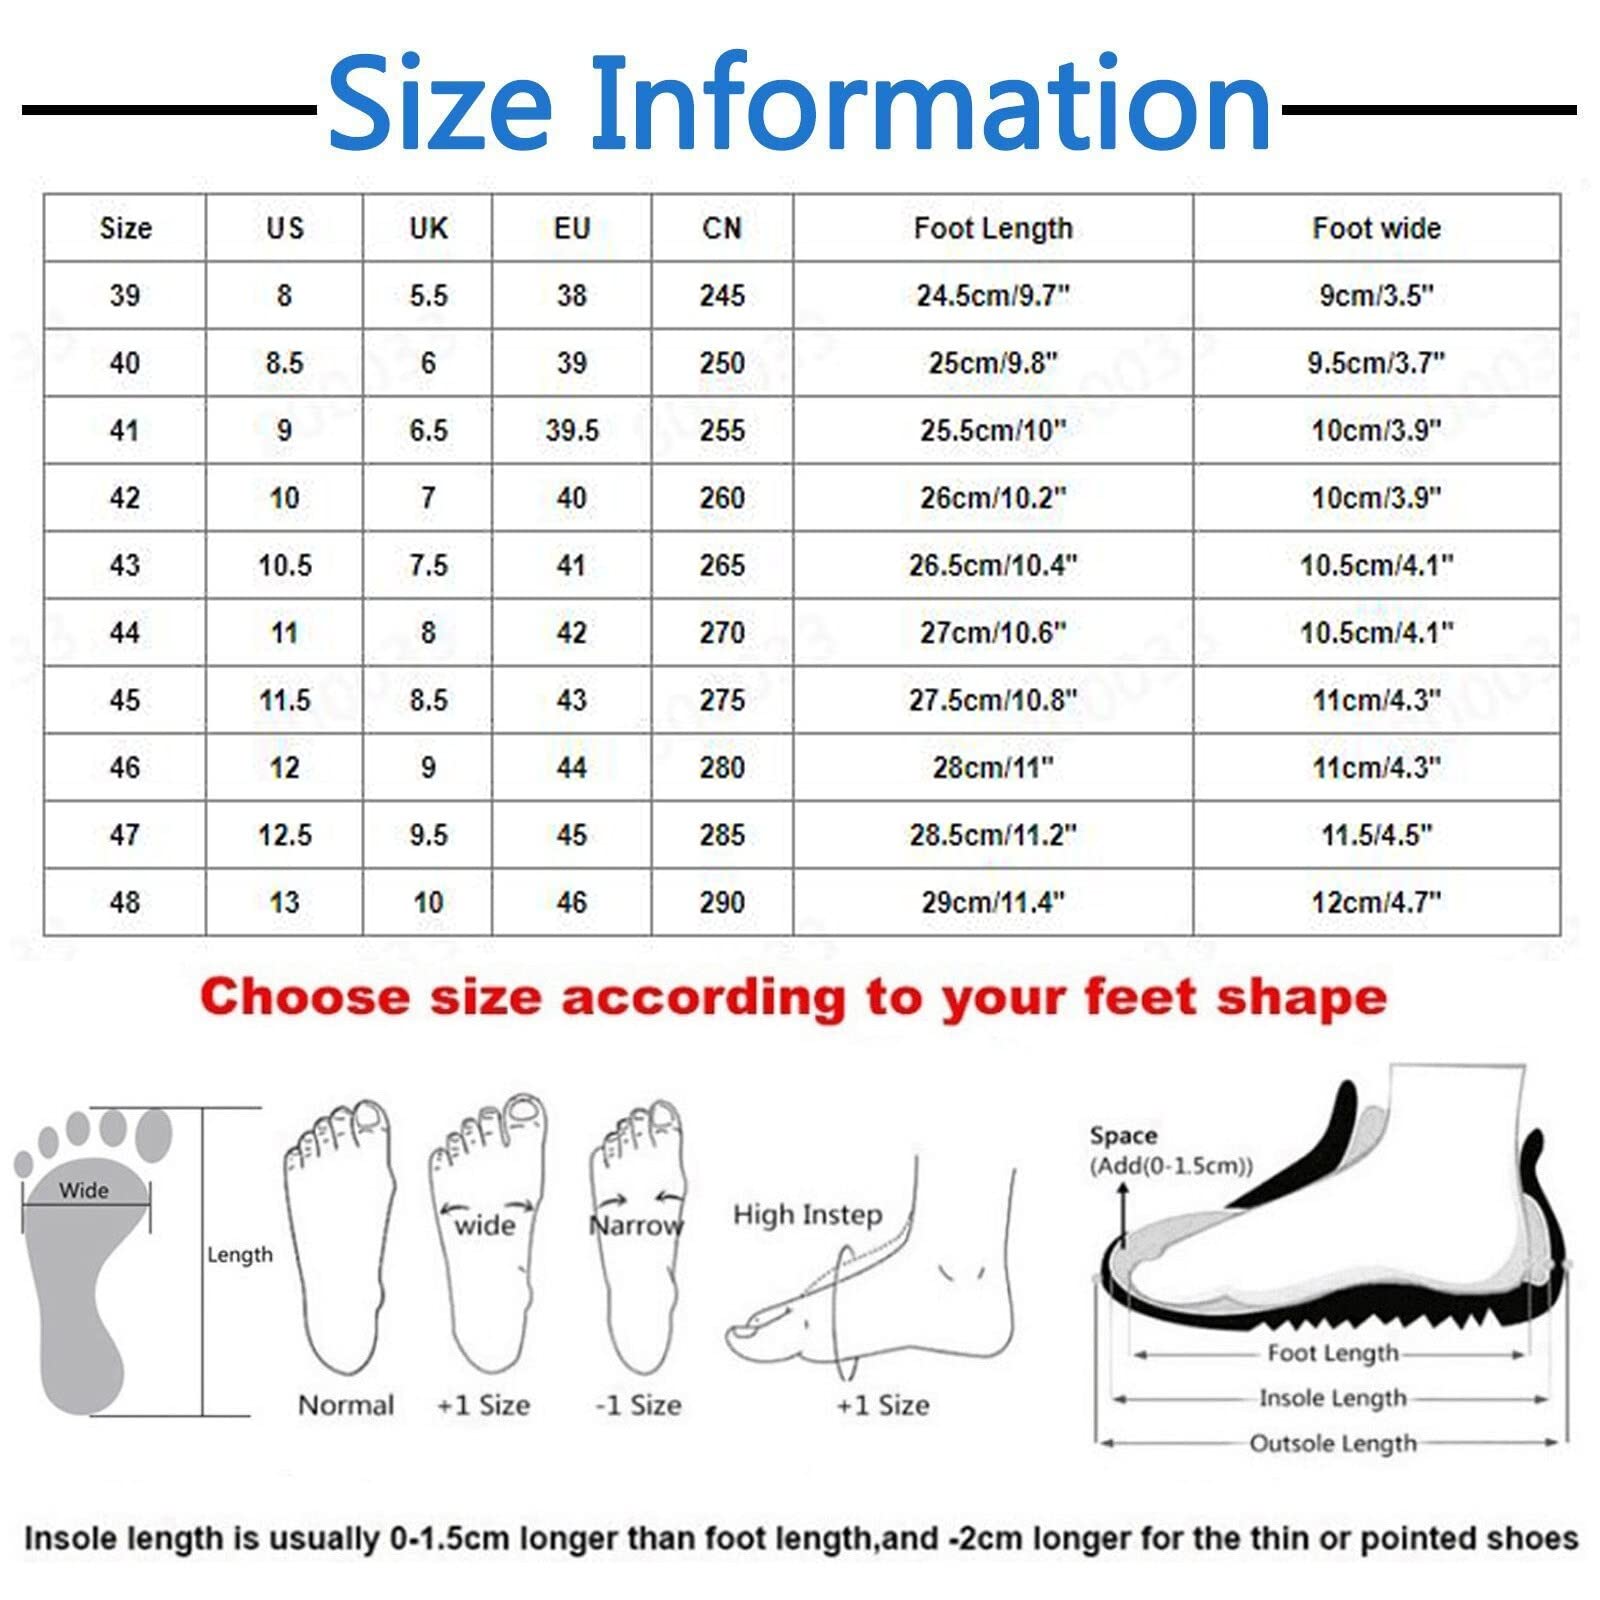 Size Information
Size US UK EU CN Foot Length Foot wide
39 8 5.5 38 245 24.5cm/9.7" 9cm/3.5"
40 8.5 6 39 250 25cm/9.8" 9.5cm/3.7"
41 9 6.5 39.5 255 25.5cm/10" 10cm/3.9"
42 10 7 40 260 26cm/10.2" 10cm/3.9"
43 10.5 7.5 41 265 26.5cm/10.4" 10.5cm/4.1"
44 11 8 42 270 27cm/10.6" 10.5cm/4.1"
45 11.5 8.5 43 275 27.5cm/10.8" 11cm/4.3"
46 12 9 44 280 28cm/11" 11cm/4.3"
47 12.5 9.5 45 285 28.5cm/11.2" 11.5/4.5"
48 13 10 46 290 29cm/11.4" 12cm/4.7"
Choose size according to your feet shape
Wide
Length
Normal
wide
+1 Size
Narrow
-1 Size
High Instep
+1 Size
Space
(Add(0-1.5cm))
Foot Length
Insole Length
Outsole Length
Insole length is usually 0-1.5cm longer than foot length,and -2cm longer for the thin or pointed shoes